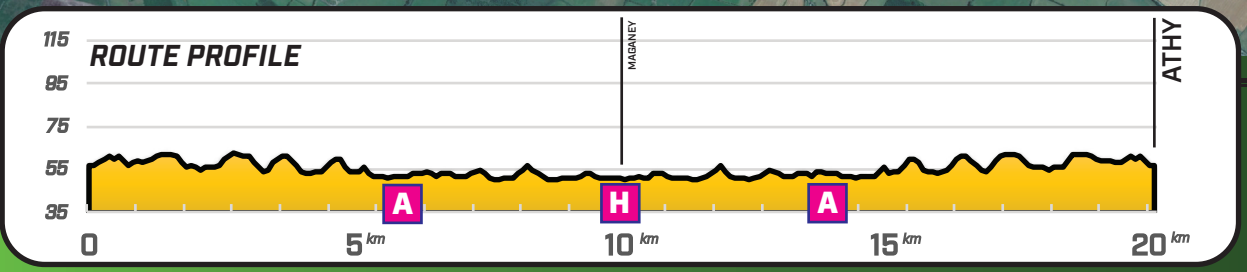 115
ROUTE PROFILE
95
75
55
35
MAGANEY
ATHY
A
H
A
0
5 km
10 km
15 km
20 km